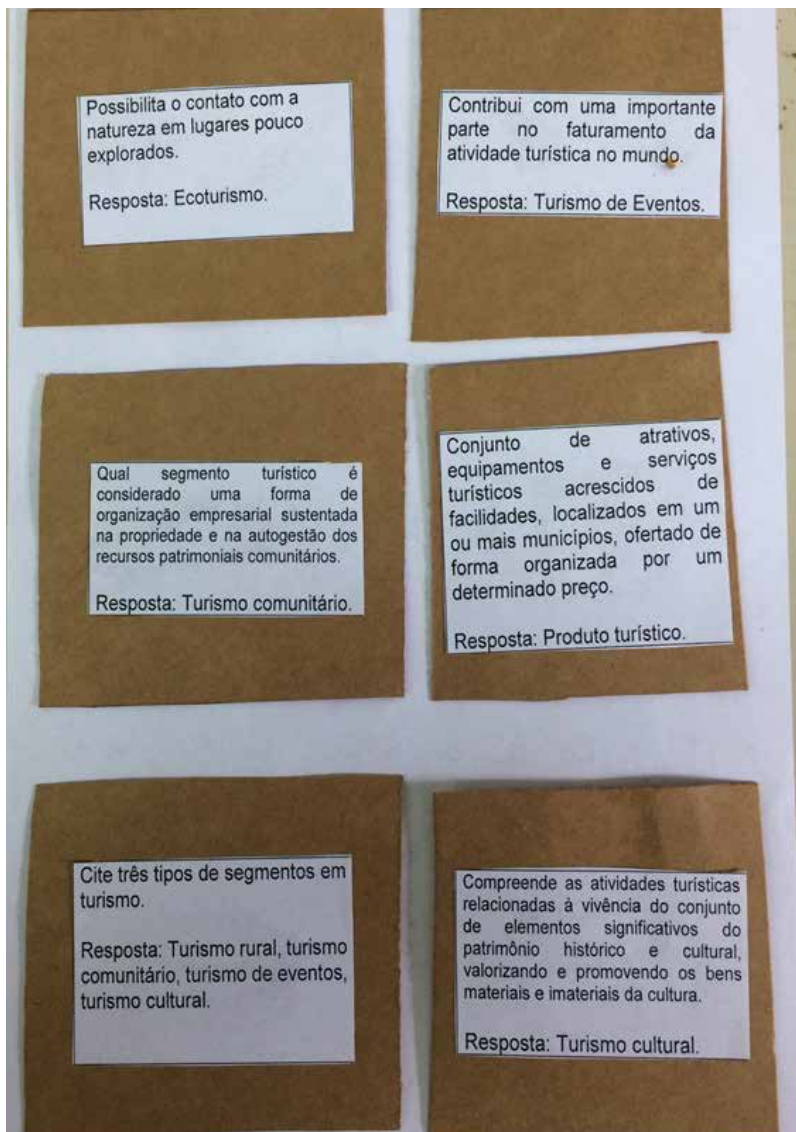 Possibilita o contato com a
natureza em lugares pouco
explorados.
Resposta: Ecoturismo.
Contribui com uma importante
parte no faturamento da
atividade turística no mundo.
Resposta: Turismo de Eventos.
Qual segmento turístico é
considerado uma forma de
organização empresarial sustentada
na propriedade e na autogestão dos
recursos patrimoniais comunitários.
Resposta: Turismo comunitário.
Conjunto de atrativos,
equipamentos e serviços
turísticos acrescidos de
facilidades, localizados em um
ou mais municípios, ofertado de
forma organizada por um
determinado preço.
Resposta: Produto turístico.
Cite três tipos de segmentos em
turismo.
Resposta: Turismo rural, turismo
comunitário, turismo de eventos,
turismo cultural.
Compreende as atividades turísticas
relacionadas à vivência do conjunto
de elementos significativos do
patrimônio histórico e cultural,
valorizando e promovendo os bens
materiais e imateriais da cultura.
Resposta: Turismo cultural.